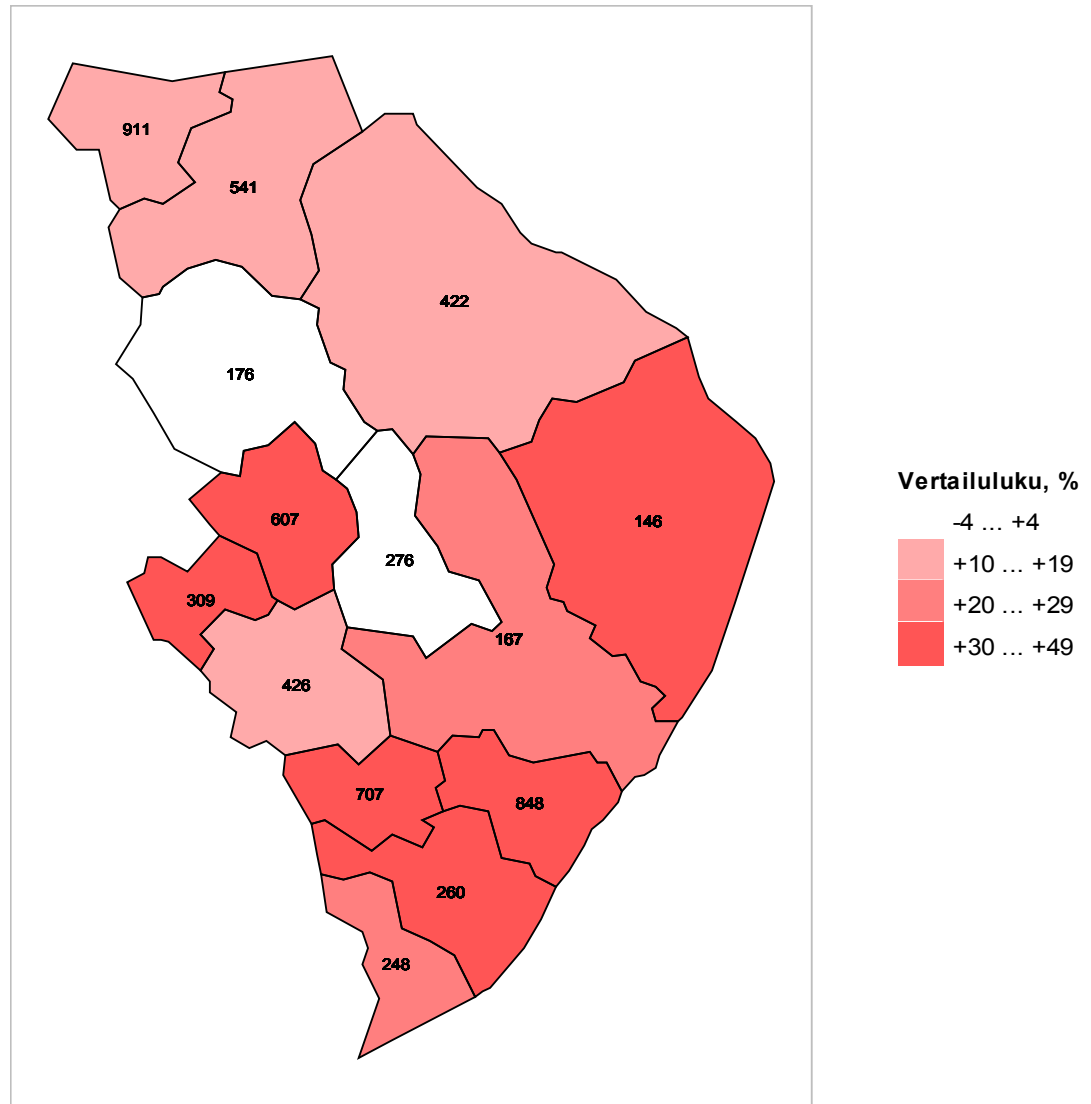 911
541
422
176
607
146
276
309
167
426
707
848
260
248
Vertailuluku, %
-4 ... +4
+10 ... +19
+20 ... +29
+30 ... +49